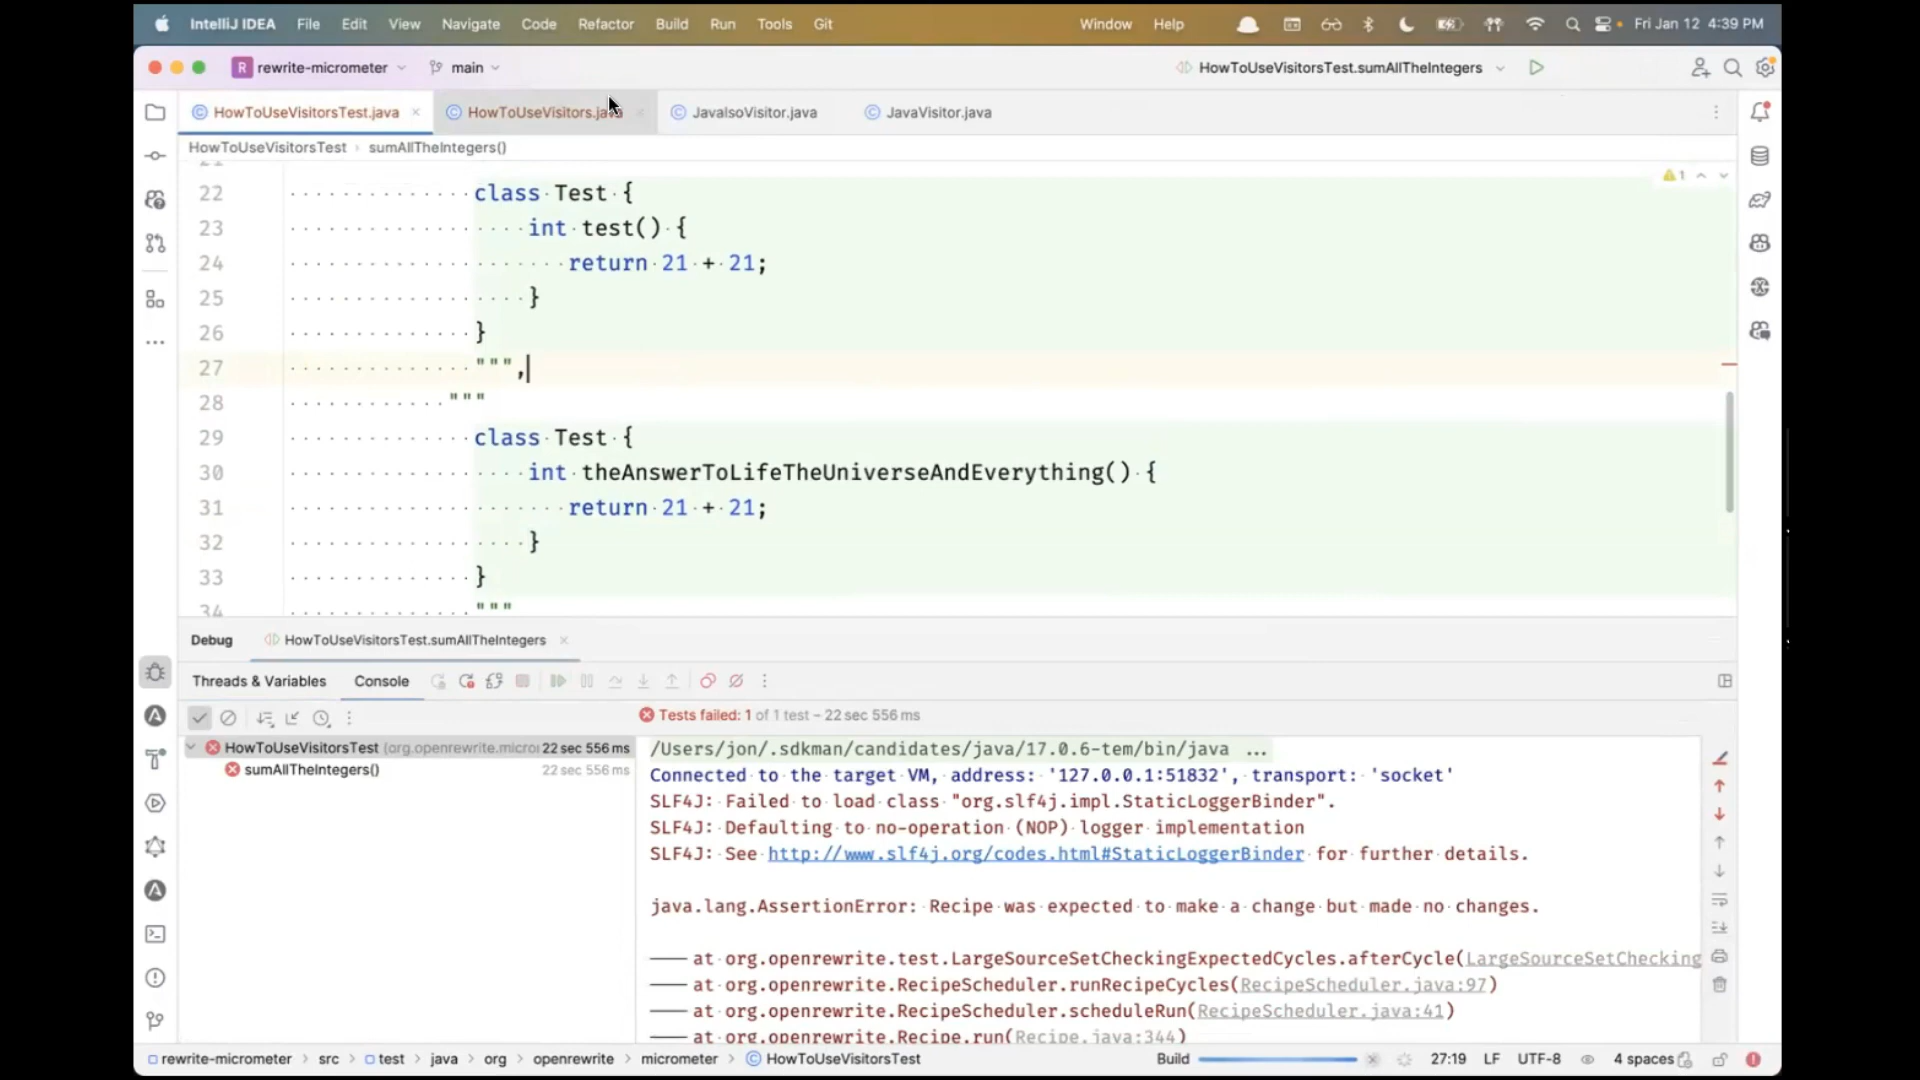 IntelliJ IDEA File Edit View Navigate Code Refactor Build Run Tools Git Window Help Fri Jan 12 4:39 PM
R rewrite-micrometer main HowToUseVisitorsTest.sumAllTheIntegers
HowToUseVisitorsTest.java HowToUseVisitors.java JavaIsoVisitor.java JavaVisitor.java
HowToUseVisitorsTest › sumAllTheIntegers()
22 class Test {
23 int test() {
24 return 21 + 21;
25 }
26 }
27 """,
28 """
29 class Test {
30 int theAnswerToLifeTheUniverseAndEverything() {
31 return 21 + 21;
32 }
33 }
34 """
1
Debug HowToUseVisitorsTest.sumAllTheIntegers
Threads & Variables Console
Tests failed: 1 of 1 test – 22 sec 556 ms
HowToUseVisitorsTest (org.openrewrite.micro 22 sec 556 ms
sumAllTheIntegers() 22 sec 556 ms
/Users/jon/.sdkman/candidates/java/17.0.6-tem/bin/java ...
Connected to the target VM, address: '127.0.0.1:51832', transport: 'socket'
SLF4J: Failed to load class "org.slf4j.impl.StaticLoggerBinder".
SLF4J: Defaulting to no-operation (NOP) logger implementation
SLF4J: See http://www.slf4j.org/codes.html#StaticLoggerBinder for further details.
java.lang.AssertionError: Recipe was expected to make a change but made no changes.
at org.openrewrite.test.LargeSourceSetCheckingExpectedCycles.afterCycle(LargeSourceSetChecking
at org.openrewrite.RecipeScheduler.runRecipeCycles(RecipeScheduler.java:97)
at org.openrewrite.RecipeScheduler.scheduleRun(RecipeScheduler.java:41)
at org.openrewrite.Recipe.run(Recipe.java:344)
rewrite-micrometer › src › test › java › org › openrewrite › micrometer › HowToUseVisitorsTest Build 27:19 LF UTF-8 4 spaces